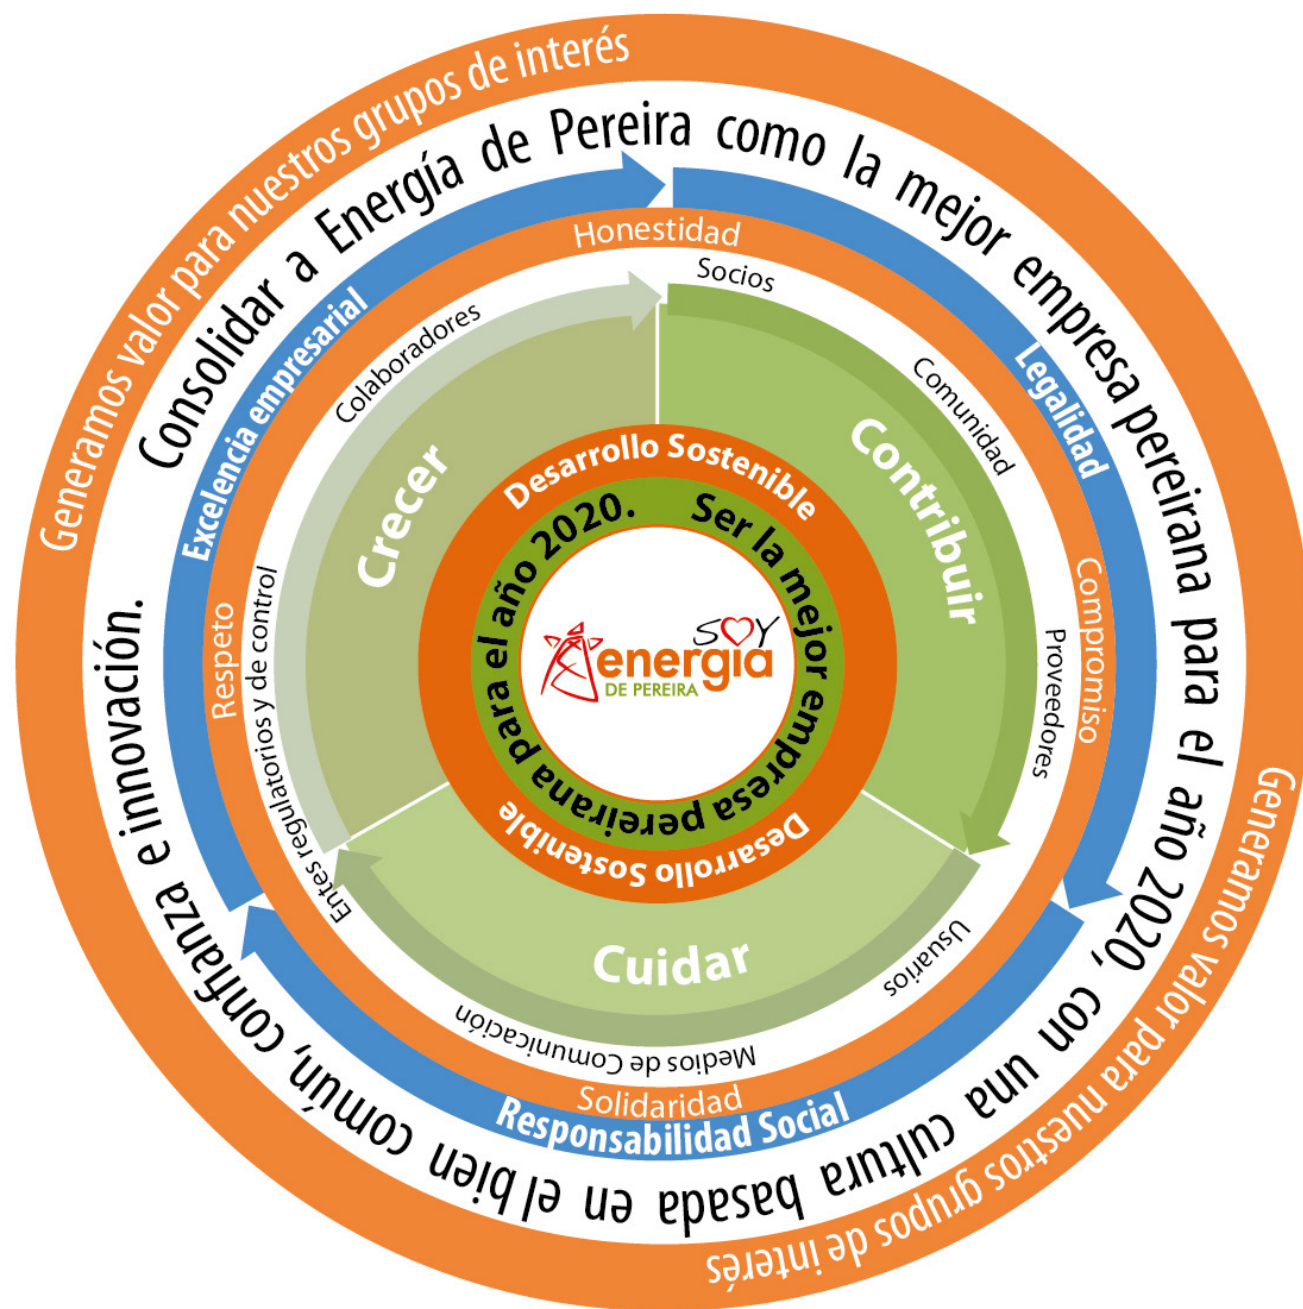 Generamos valor para nuestros grupos de interés
Consolidar a Energía de Pereira como la mejor empresa pereirana para el año 2020, con una cultura basada en el bien común, confianza e innovación.
Generamos valor para nuestros grupos de interés
Excelencia empresarial
Legalidad
Responsabilidad Social
Honestidad
Compromiso
Solidaridad
Respeto
Socios
Comunidad
Proveedores
Usuarios
Medios de Comunicación
Entes regulatorios y de control
Colaboradores
Crecer
Contribuir
Cuidar
Desarrollo Sostenible
Desarrollo Sostenible
Ser la mejor empresa pereirana para el año 2020.
SOY
energía
DE PEREIRA